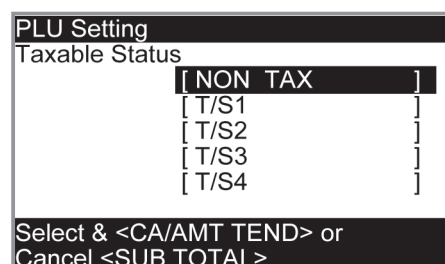 PLU Setting
Taxable Status
[ NON  TAX ]
[ T/S1 ]
[ T/S2 ]
[ T/S3 ]
[ T/S4 ]
Select & <CA/AMT TEND> or
Cancel <SUB TOTAL>